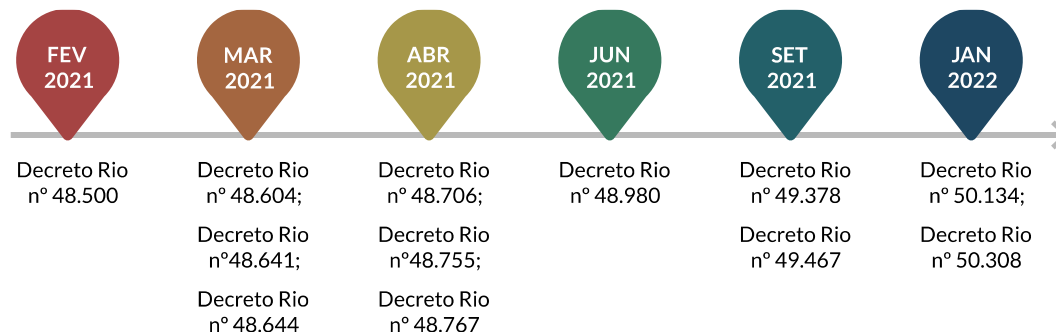 FEV
2021
MAR
2021
ABR
2021
JUN
2021
SET
2021
JAN
2022
Decreto Rio
nº 48.500
Decreto Rio
nº 48.604;
Decreto Rio
nº48.641;
Decreto Rio
nº 48.644
Decreto Rio
nº 48.706;
Decreto Rio
nº48.755;
Decreto Rio
nº 48.767
Decreto Rio
nº 48.980
Decreto Rio
nº 49.378
Decreto Rio
nº 49.467
Decreto Rio
nº 50.134;
Decreto Rio
nº 50.308